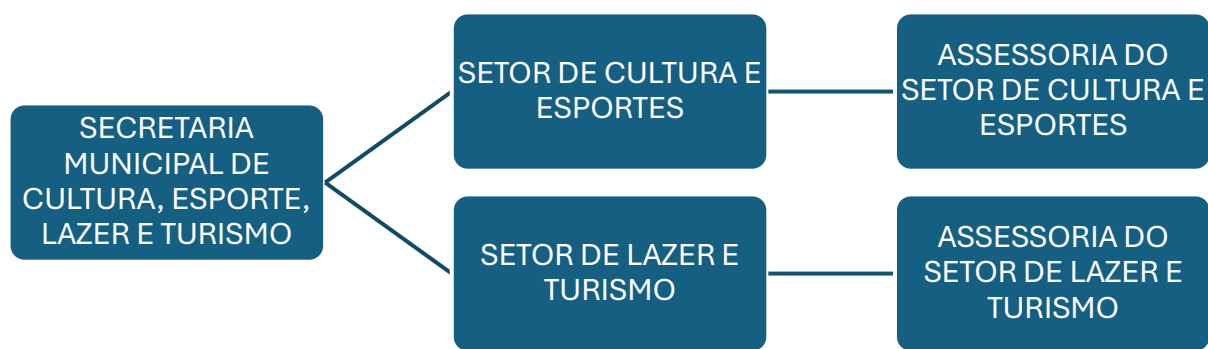 SECRETARIA
MUNICIPAL DE
CULTURA, ESPORTE,
LAZER E TURISMO
SETOR DE CULTURA E
ESPORTES
ASSESSORIA DO
SETOR DE CULTURA E
ESPORTES
SETOR DE LAZER E
TURISMO
ASSESSORIA DO
SETOR DE LAZER E
TURISMO